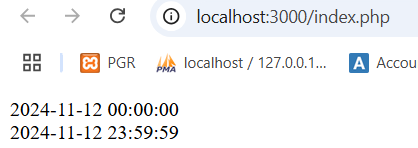 localhost:3000/index.php
PGR
PMA
localhost / 127.0.0.1...
A
Accou
2024-11-12 00:00:00
2024-11-12 23:59:59